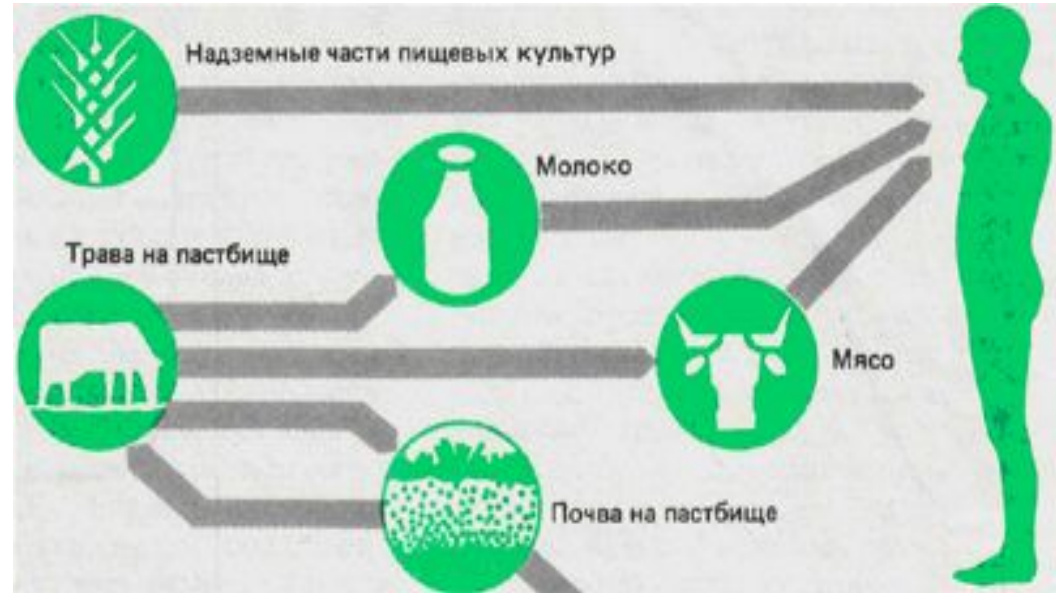 Надземные части пищевых культур
Молоко
Трава на пастбище
Мясо
Почва на пастбище